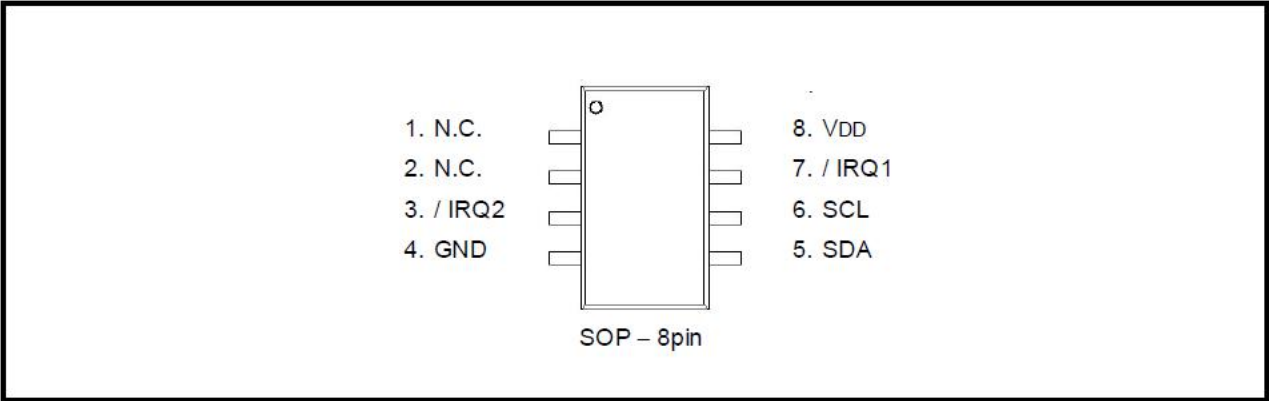 1. N.C.
2. N.C.
3. / IRQ2
4. GND
8. VDD
7. / IRQ1
6. SCL
5. SDA
SOP – 8pin